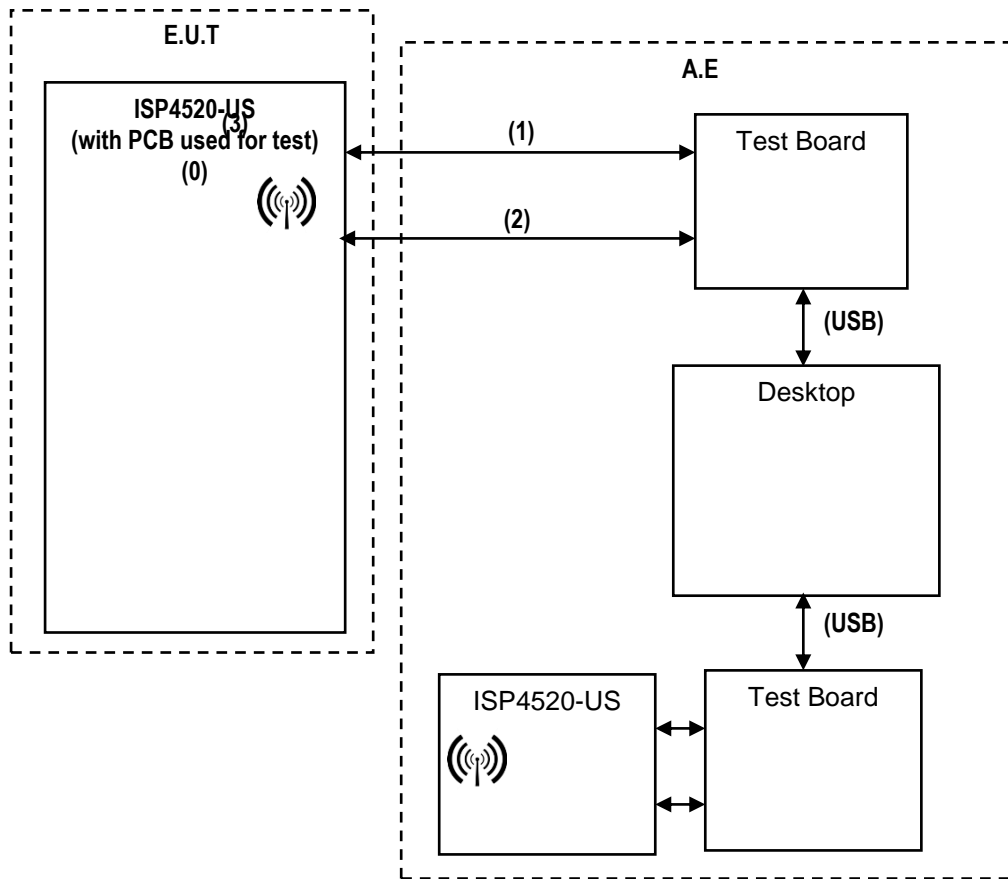 E.U.T
ISP4520-US
(3)
(with PCB used for test)
(0)
A.E
(1)
Test Board
(2)
(USB)
Desktop
(USB)
ISP4520-US
Test Board